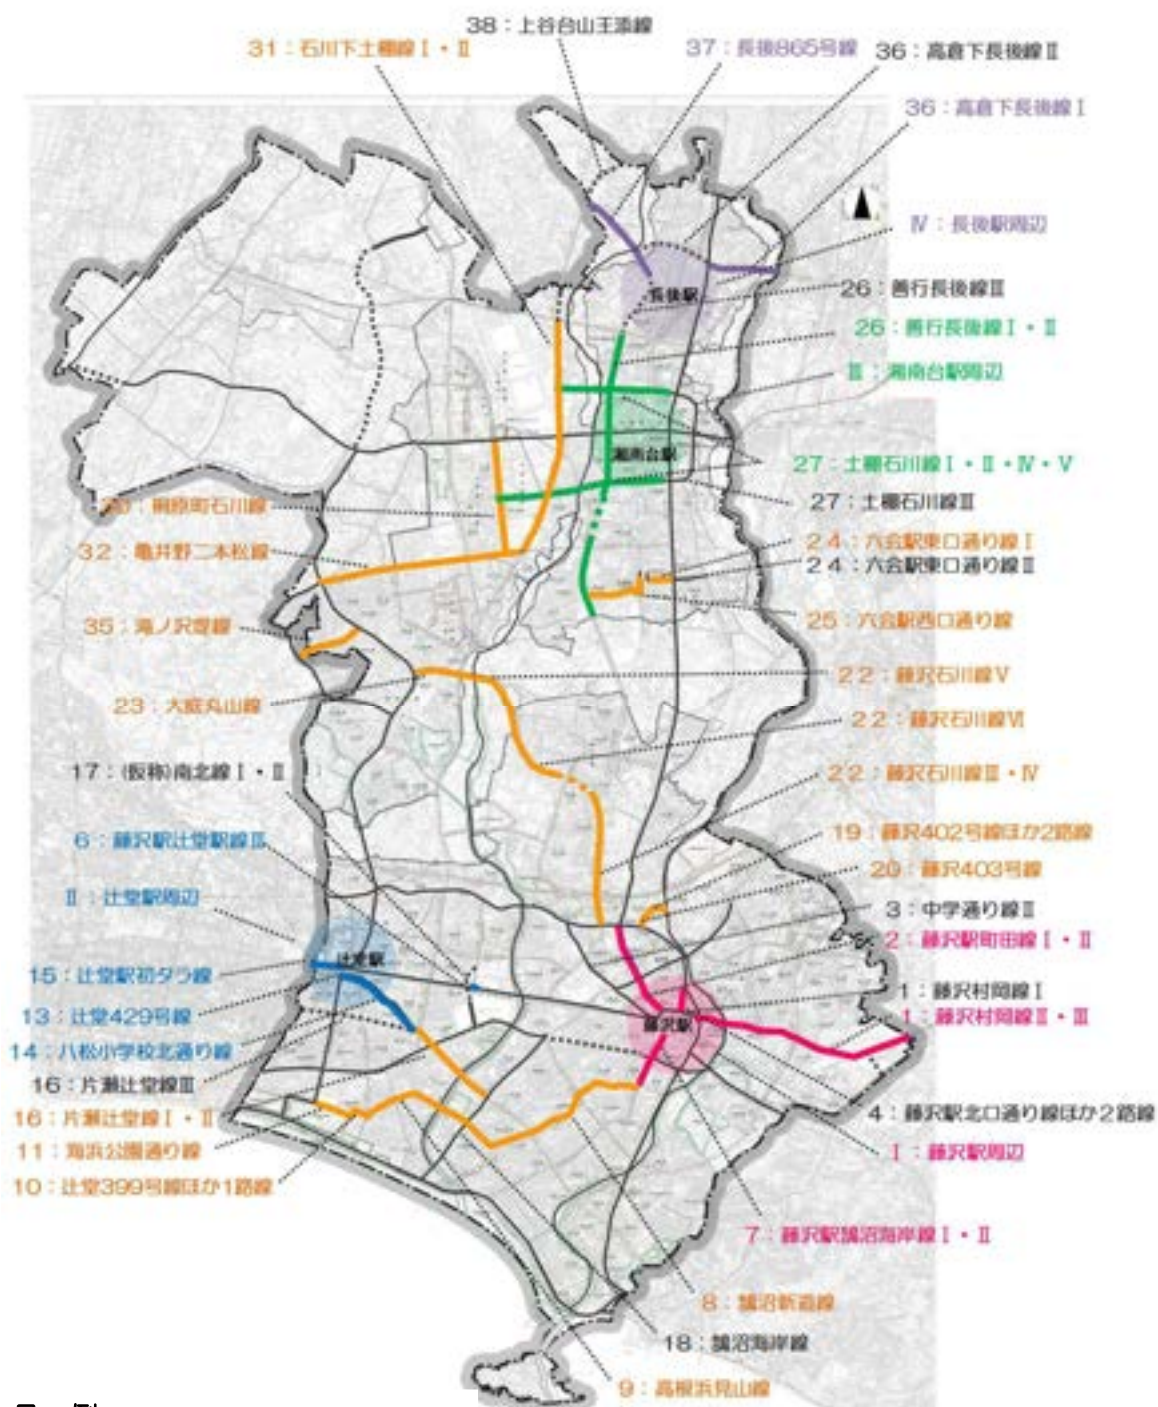 38：上谷台山王添線
31：石川下土棚線Ⅰ・Ⅱ
37：長後865号線
36：高倉下長後線Ⅱ
36：高倉下長後線Ⅰ
Ⅳ：長後駅周辺
長後駅
26：善行長後線Ⅲ
26：善行長後線Ⅰ・Ⅱ
Ⅲ：湘南台駅周辺
湘南台駅
27：土棚石川線Ⅰ・Ⅱ・Ⅳ・Ⅴ
27：土棚石川線Ⅲ
桐原町石川線
32：亀井野二本松線
24：六会駅東口通り線Ⅰ
24：六会駅東口通り線Ⅱ
25：六会駅西口通り線
35：滝ノ沢堤線
22：藤沢石川線Ⅴ
23：大庭丸山線
22：藤沢石川線Ⅵ
17：(仮称)南北線Ⅰ・Ⅱ
22：藤沢石川線Ⅲ・Ⅳ
6：藤沢駅辻堂駅線Ⅲ
19：藤沢402号線ほか2路線
20：藤沢403号線
Ⅱ：辻堂駅周辺
3：中学通り線Ⅱ
2：藤沢駅町田線Ⅰ・Ⅱ
辻堂駅
15：辻堂駅初タラ線
1：藤沢村岡線Ⅰ
13：辻堂429号線
藤沢駅
1：藤沢村岡線Ⅱ・Ⅲ
14：八松小学校北通り線
16：片瀬辻堂線Ⅲ
16：片瀬辻堂線Ⅰ・Ⅱ
4：藤沢駅北口通り線ほか2路線
11：海浜公園通り線
Ⅰ：藤沢駅周辺
10：辻堂399号線ほか1路線
7：藤沢駅鵠沼海岸線Ⅰ・Ⅱ
8：鵠沼新道線
18：鵠沼海岸線
9：高根浜見山線